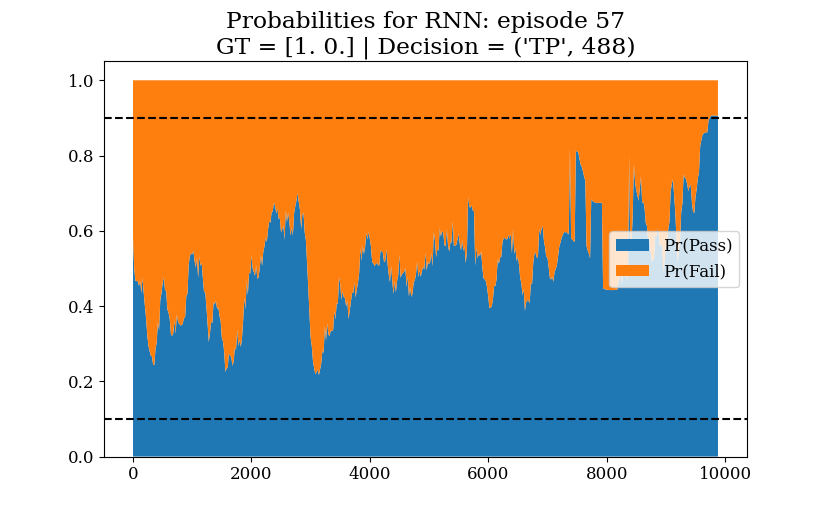 Probabilities for RNN: episode 57
GT = [1. 0.] | Decision = ('TP', 488)
1.0
0.8
0.6
0.4
0.2
0.0
Pr(Pass)
Pr(Fail)
0 2000 4000 6000 8000 10000